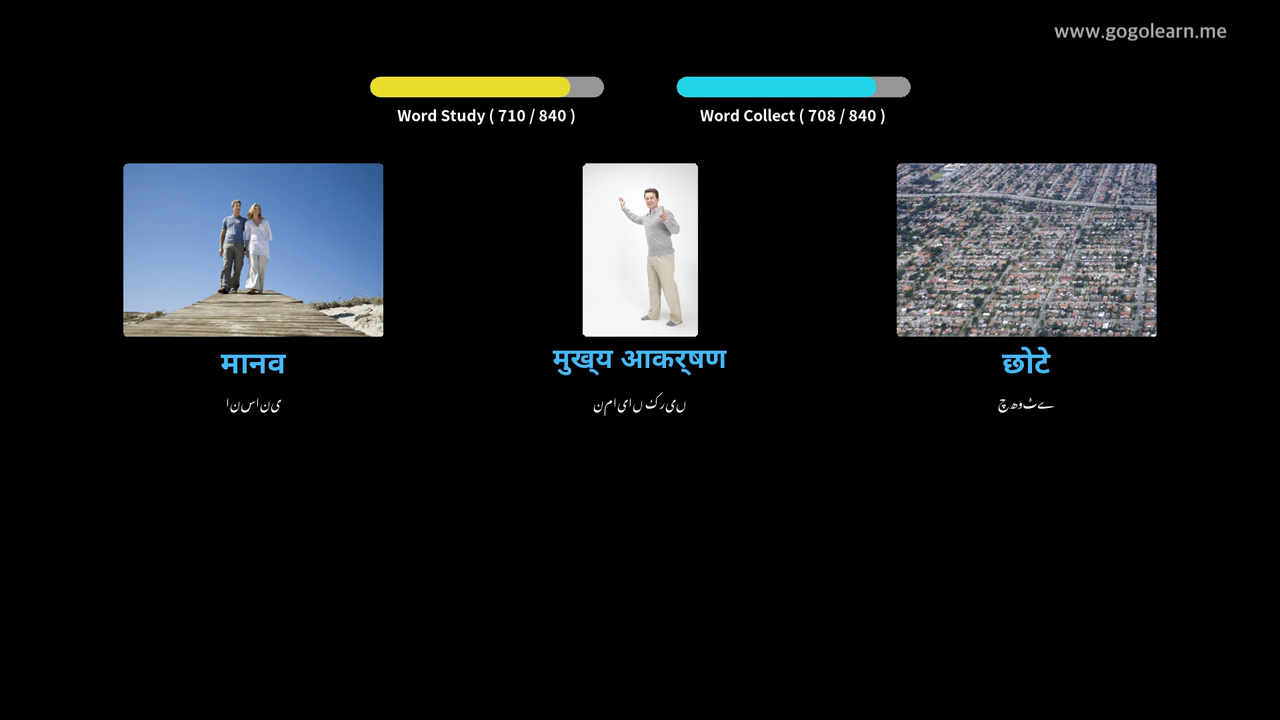 www.gogolearn.me
Word Study ( 710 / 840 )
Word Collect ( 708 / 840 )
मानव
मुख्य आकर्षण
छोटे
انسانی
نمایاں کریں
چھوٹے